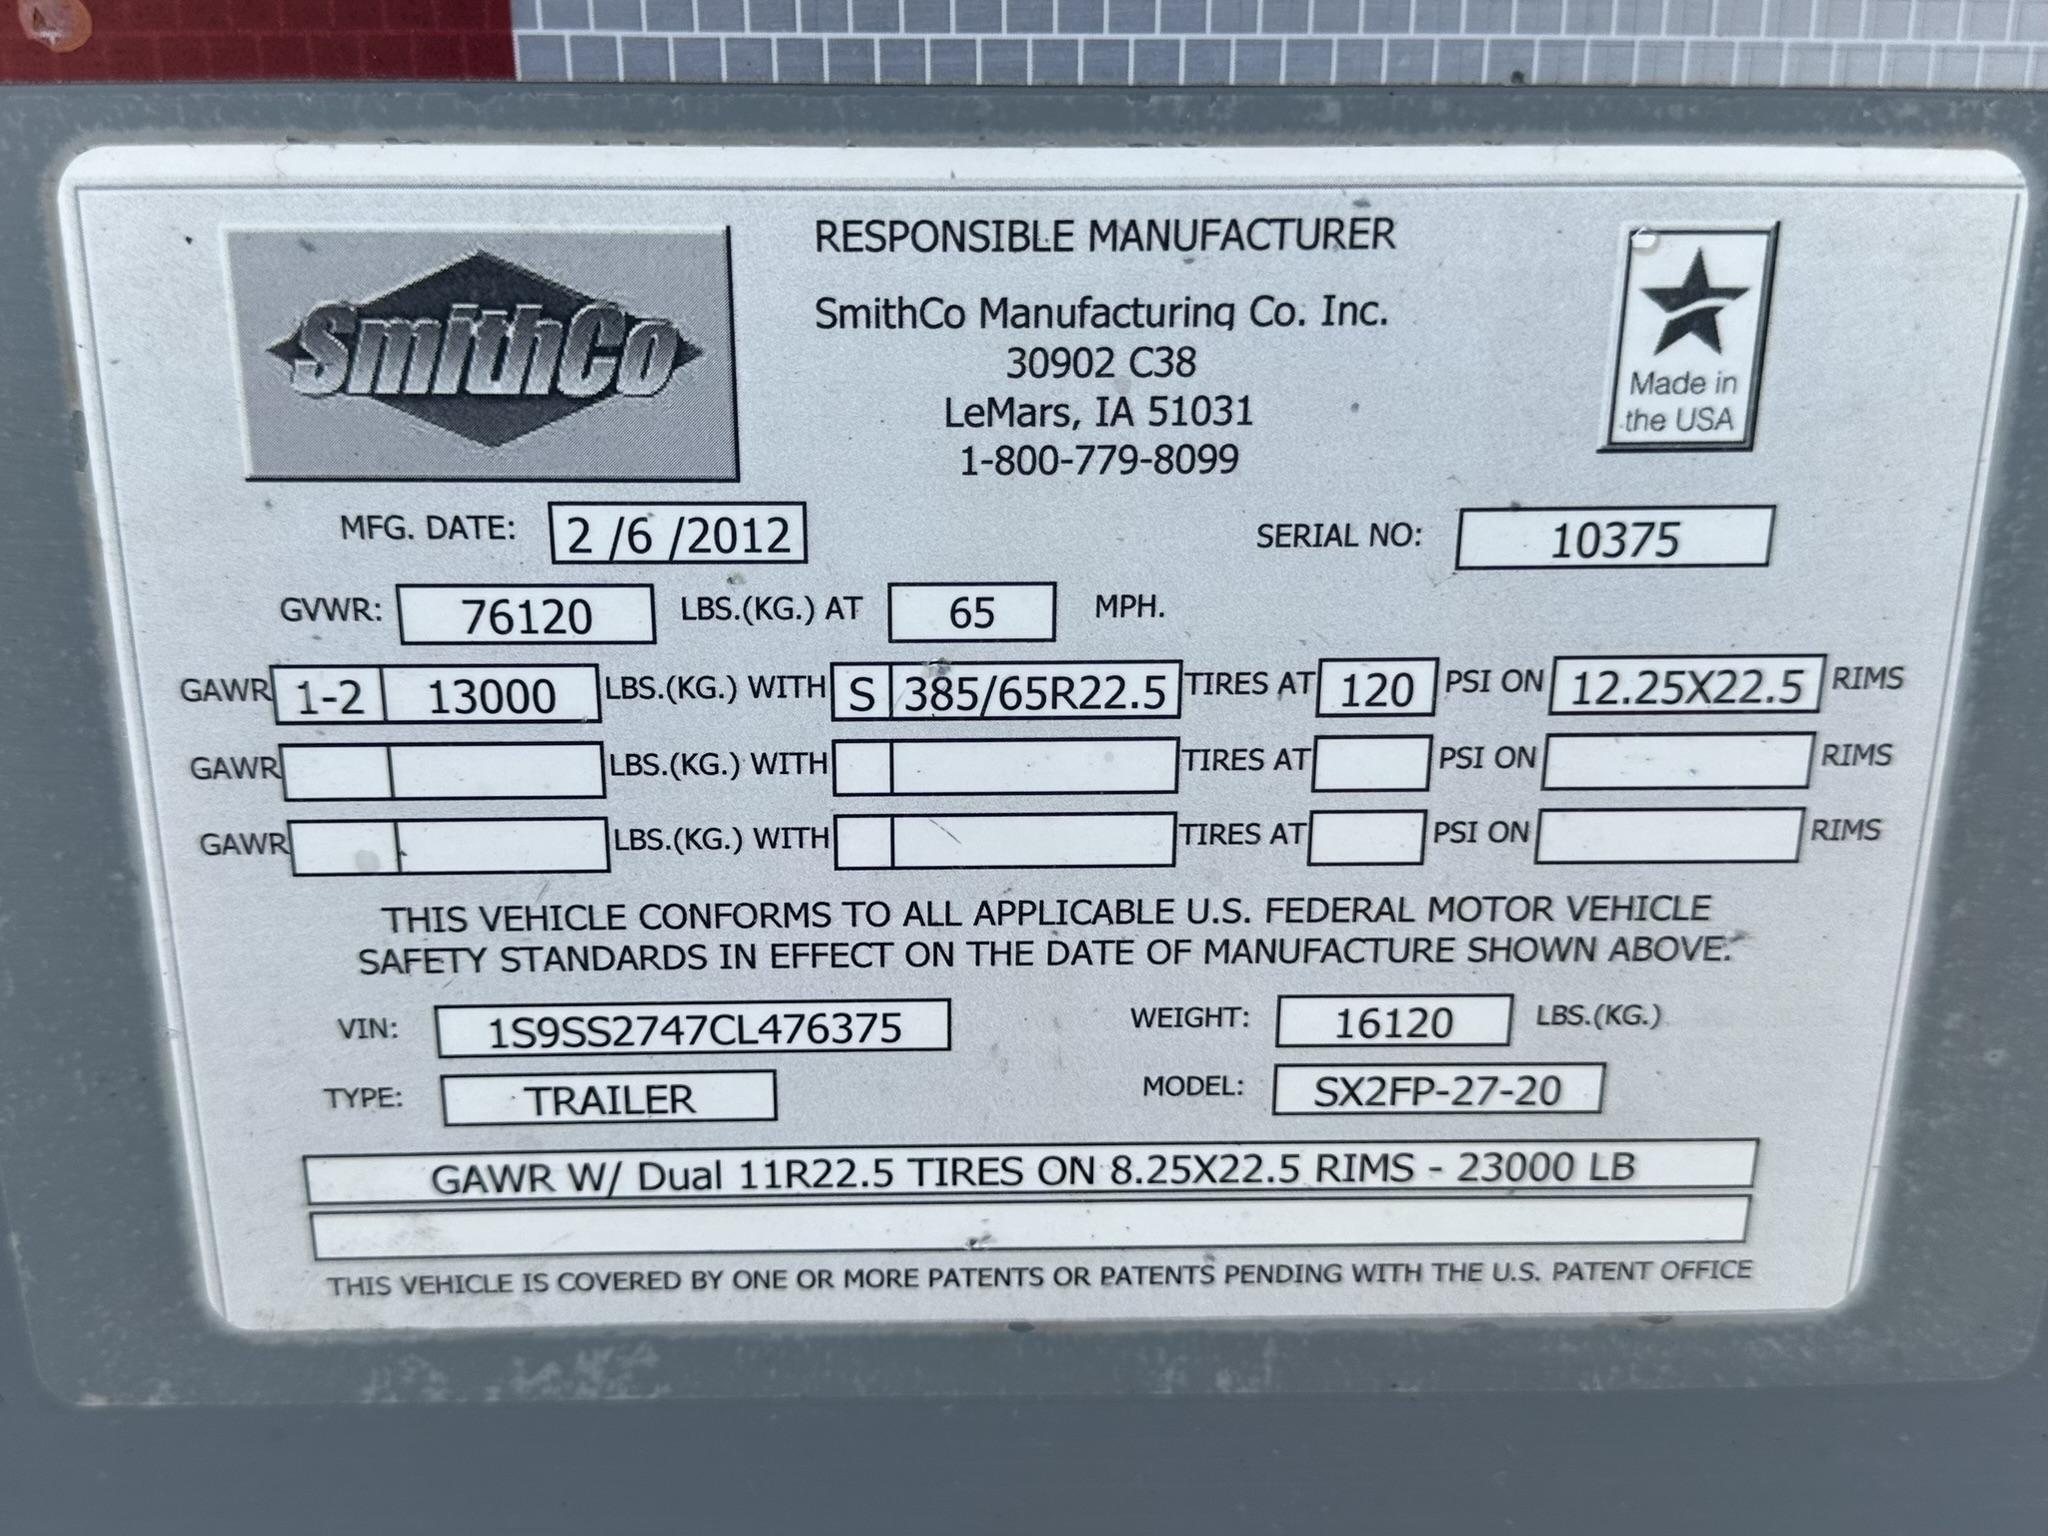 SmithCo
RESPONSIBLE MANUFACTURER
SmithCo Manufacturing Co. Inc.
30902 C38
LeMars, IA 51031
1-800-779-8099
Made in
the USA
MFG. DATE: 2 /6 /2012 SERIAL NO: 10375
GVWR: 76120 LBS.(KG.) AT 65 MPH.
GAWR 1-2 13000 LBS.(KG.) WITH S 385/65R22.5 TIRES AT 120 PSI ON 12.25X22.5 RIMS
GAWR LBS.(KG.) WITH TIRES AT PSI ON RIMS
GAWR LBS.(KG.) WITH TIRES AT PSI ON RIMS
THIS VEHICLE CONFORMS TO ALL APPLICABLE U.S. FEDERAL MOTOR VEHICLE
SAFETY STANDARDS IN EFFECT ON THE DATE OF MANUFACTURE SHOWN ABOVE.
VIN: 1S9SS2747CL476375 WEIGHT: 16120 LBS.(KG.)
TYPE: TRAILER MODEL: SX2FP-27-20
GAWR W/ Dual 11R22.5 TIRES ON 8.25X22.5 RIMS - 23000 LB
THIS VEHICLE IS COVERED BY ONE OR MORE PATENTS OR PATENTS PENDING WITH THE U.S. PATENT OFFICE